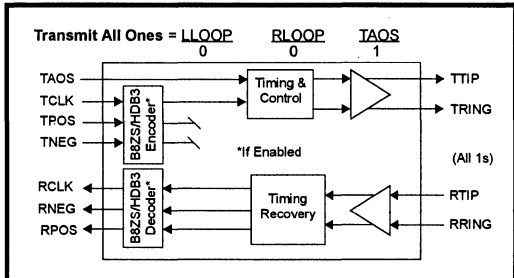 Transmit All Ones = LLOOP RLOOP TAOS
0 0 1
TAOS
TCLK
TPOS
TNEG
B8ZS/HDB3
Encoder*
Timing &
Control
TTIP
TRING
*If Enabled
(All 1s)
RCLK
RNEG
RPOS
B8ZS/HDB3
Decoder*
Timing
Recovery
RTIP
RRING